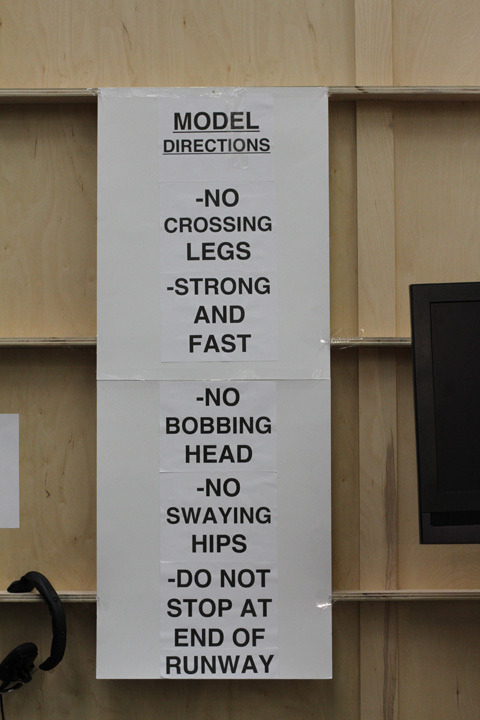 MODEL
DIRECTIONS
-NO
CROSSING
LEGS
-STRONG
AND
FAST
-NO
BOBBING
HEAD
-NO
SWAYING
HIPS
-DO NOT
STOP AT
END OF
RUNWAY